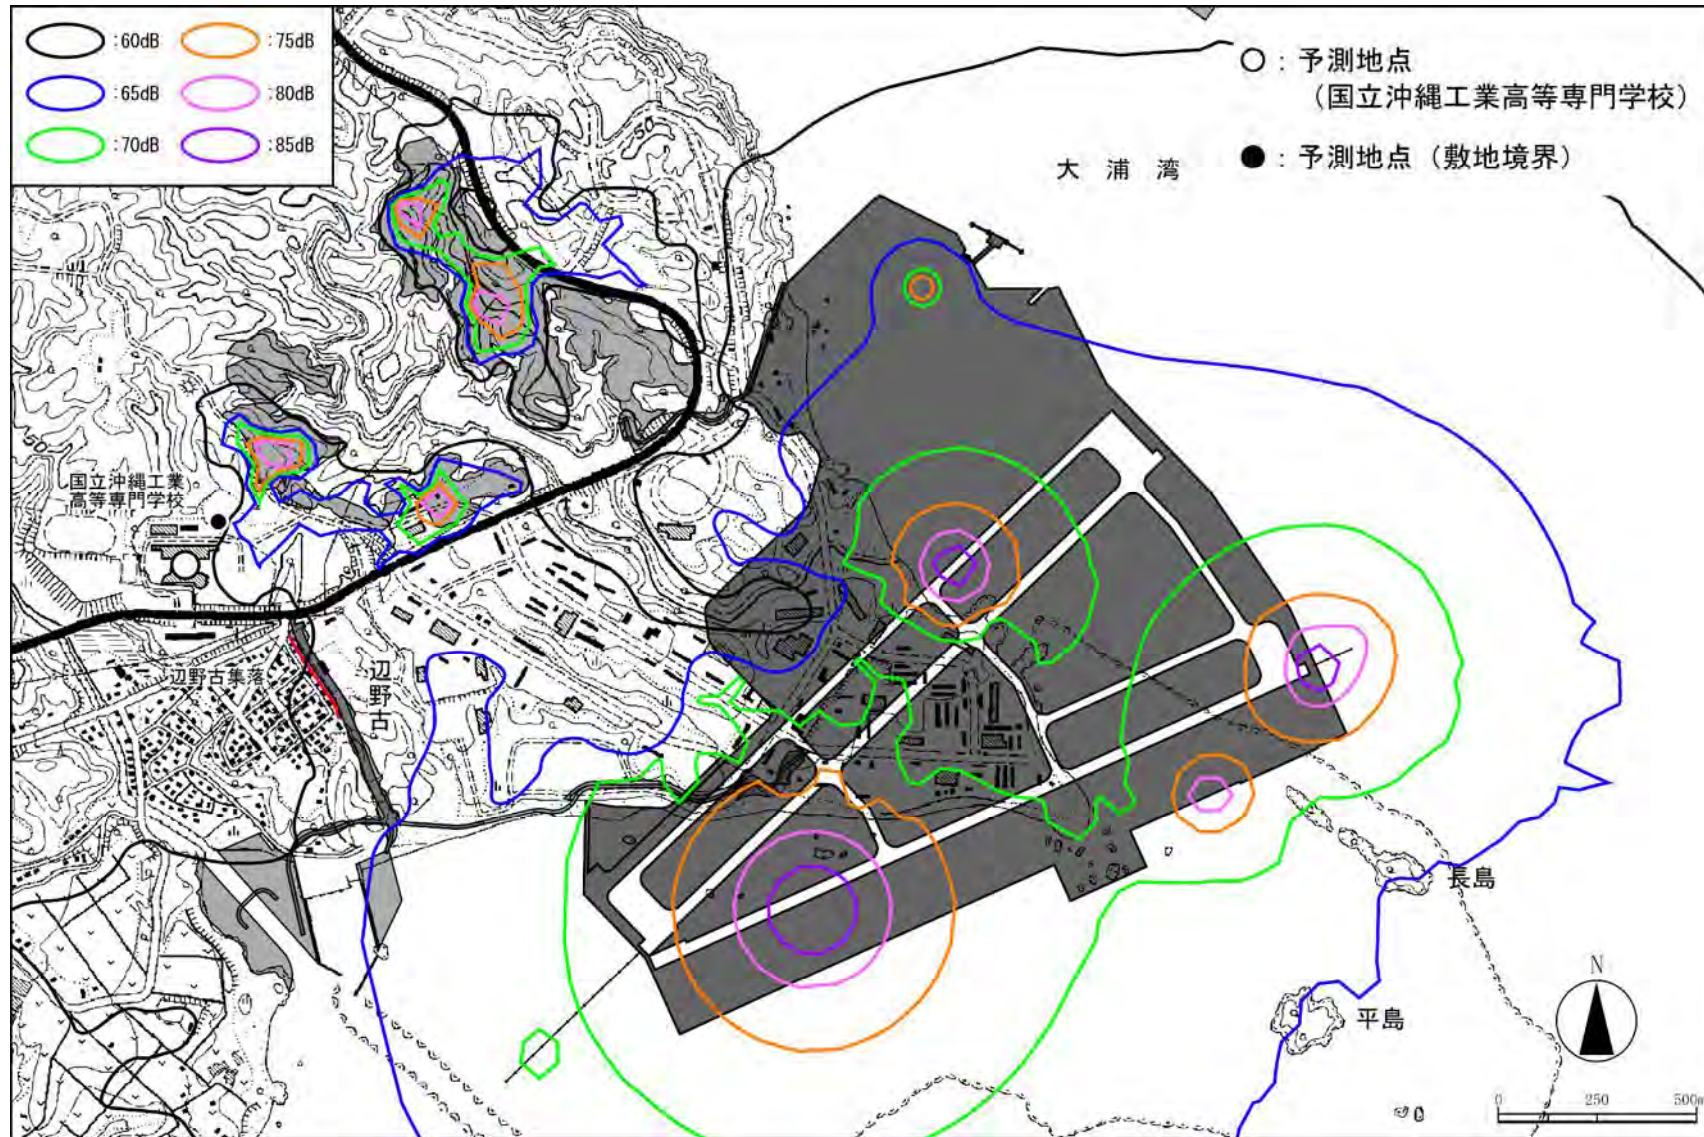 :60dB
:75dB
:65dB
:80dB
:70dB
:85dB
○：予測地点
（国立沖縄工業高等専門学校）
●：予測地点（敷地境界）
大浦湾
50
50
国立沖縄工業
高等専門学校
辺野古集落
辺野古
長島
平島
N
0 250 500m